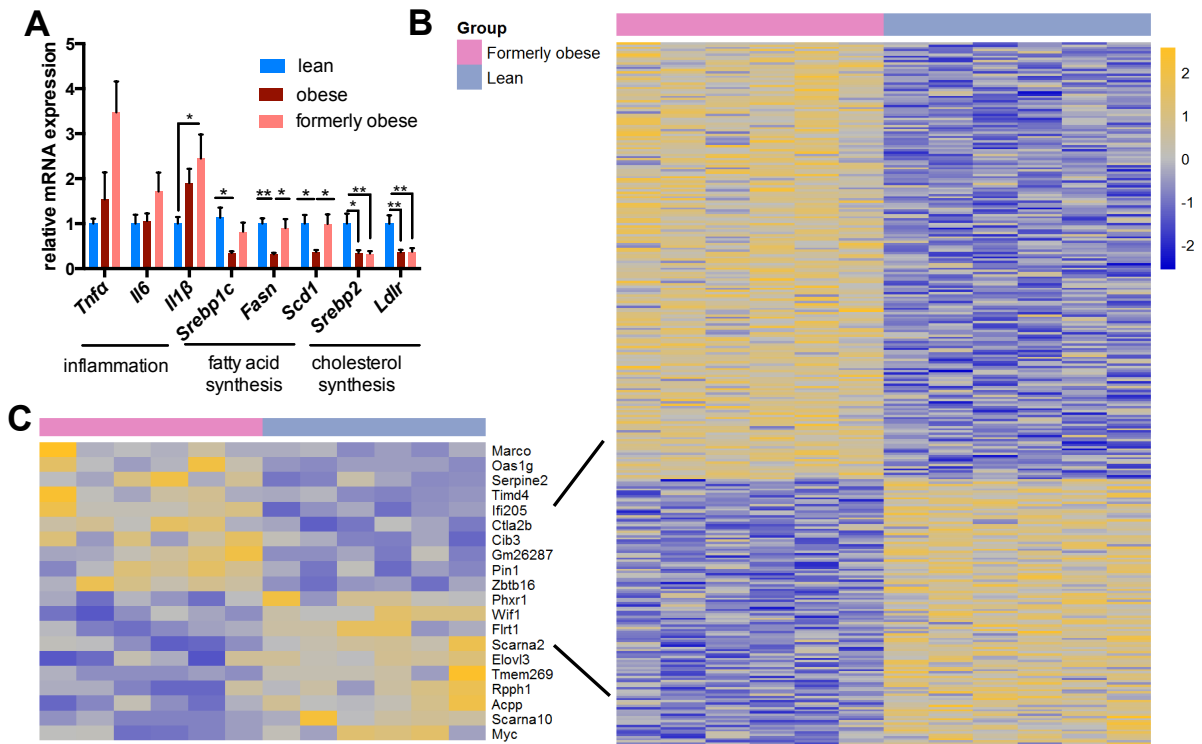 A
relative mRNA expression
5
4
3
2
1
0
lean
obese
formerly obese
*
*
**
*
*
*
**
*
**
**
Tnfα
Il6
Il1β
Srebp1c
Fasn
Scd1
Srebp2
Ldlr
inflammation
fatty acid
synthesis
cholesterol
synthesis
B
Group
Formerly obese
Lean
2
1
0
-1
-2
C
Marco
Oas1g
Serpine2
Timd4
Ifi205
Ctla2b
Cib3
Gm26287
Pin1
Zbtb16
Phxr1
Wif1
Flrt1
Scarna2
Elovl3
Tmem269
Rpph1
Acpp
Scarna10
Myc